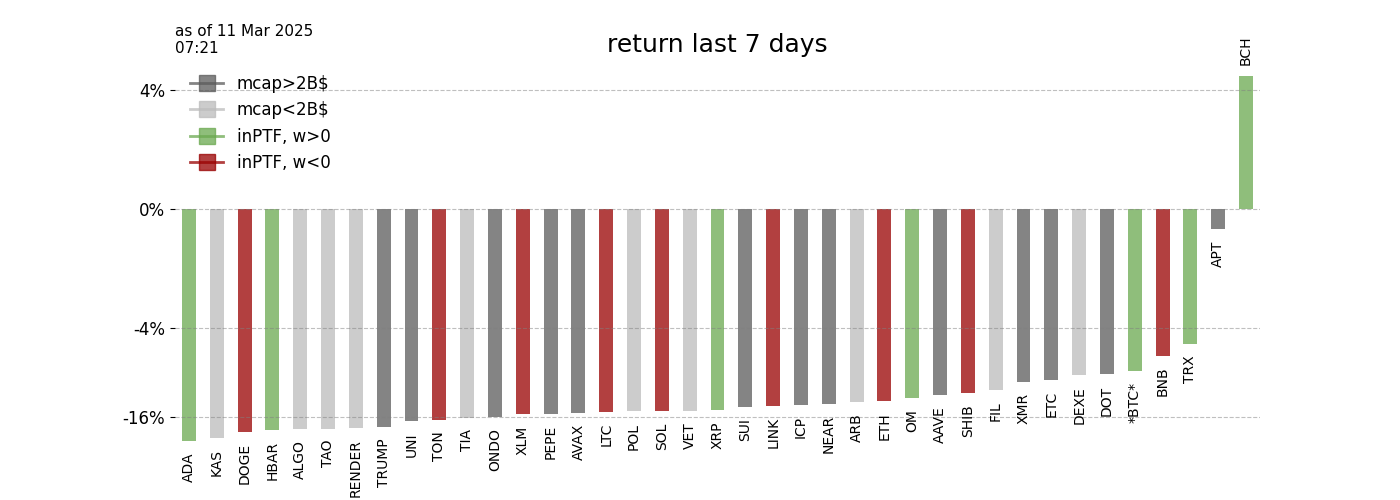 as of 11 Mar 2025
07:21
return last 7 days
mcap>2B$
mcap<2B$
inPTF, w>0
inPTF, w<0
4%
0%
-4%
-16%
ADA
KAS
DOGE
HBAR
ALGO
TAO
RENDER
TRUMP
UNI
TON
TIA
ONDO
XLM
PEPE
AVAX
LTC
POL
SOL
VET
XRP
SUI
LINK
ICP
NEAR
ARB
ETH
OM
AAVE
SHIB
FIL
XMR
ETC
DEXE
DOT
*BTC*
BNB
TRX
APT
BCH